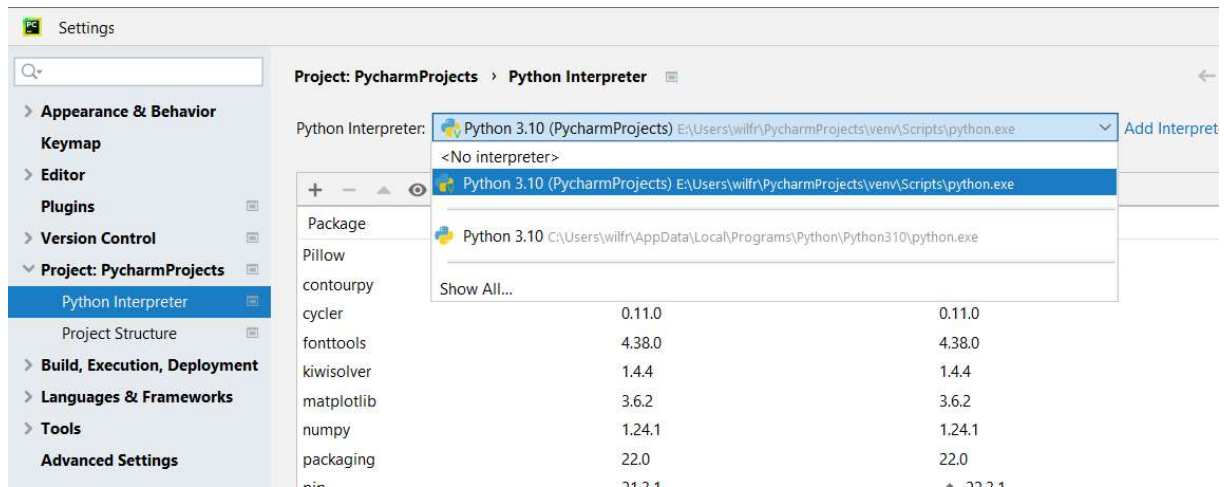 PC
Settings
Project: PycharmProjects › Python Interpreter
Appearance & Behavior
Keymap
Editor
Plugins
Version Control
Project: PycharmProjects
Python Interpreter
Project Structure
Build, Execution, Deployment
Languages & Frameworks
Tools
Advanced Settings
Python Interpreter: Python 3.10 (PycharmProjects) E:\Users\wilfr\PycharmProjects\venv\Scripts\python.exe Add Interpret
<No interpreter>
Python 3.10 (PycharmProjects) E:\Users\wilfr\PycharmProjects\venv\Scripts\python.exe
Python 3.10 C:\Users\wilfr\AppData\Local\Programs\Python\Python310\python.exe
Show All...
Package
Pillow
contourpy
cycler 0.11.0 0.11.0
fonttools 4.38.0 4.38.0
kiwisolver 1.4.4 1.4.4
matplotlib 3.6.2 3.6.2
numpy 1.24.1 1.24.1
packaging 22.0 22.0